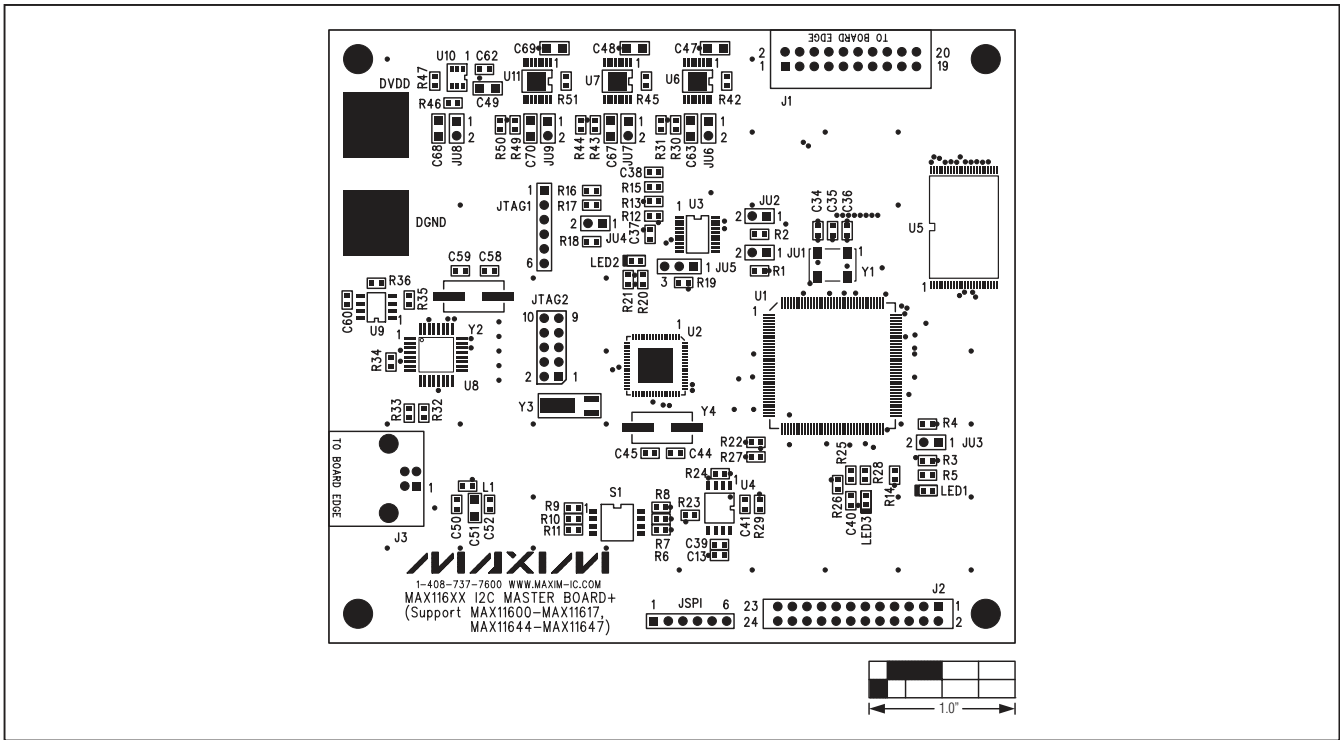 C69
C48
C47
TO BOARD EDGE
U10 1
C62
1
1
1
2
20
1
19
R47
DVDD
U11
U7
U6
C49
R51
R45
R42
J1
R46
C68
JU8
1
2
R50
R49
C70
JU9
1
2
R44
R43
C67
JU7
1
2
R31
R30
C63
JU6
1
2
C38
R15
R13
R12
C37
1
JTAG1
6
R16
R17
2
1
JU4
R18
1
U3
JU2
2
1
R2
C34
C35
C36
U5
1
DGND
LED2
3
1 JU5
R19
R21
R20
JU1
2
1
R1
1
Y1
C59
C58
R36
R35
C60
U9
1
1
Y2
JTAG2
10
9
2
1
U1
1
1
U2
R34
U8
Y3
Y4
R33
R32
R4
2
1 JU3
R3
R5
LED1
TO BOARD EDGE
1
J3
C45
C44
R22
R27
R24
1
U4
R25
R28
R14
R26
C40
LED3
L1
C50
C51
C52
S1
R9
1
R10
R11
R8
R7
R6
R23
C41
R29
C39
C13
MAXIM
1-408-737-7600 WWW.MAXIM-IC.COM
MAX116XX I2C MASTER BOARD+
(Support MAX11600-MAX11617,
MAX11644-MAX11647)
1
JSPI
6
J2
23
1
24
2
1.0"